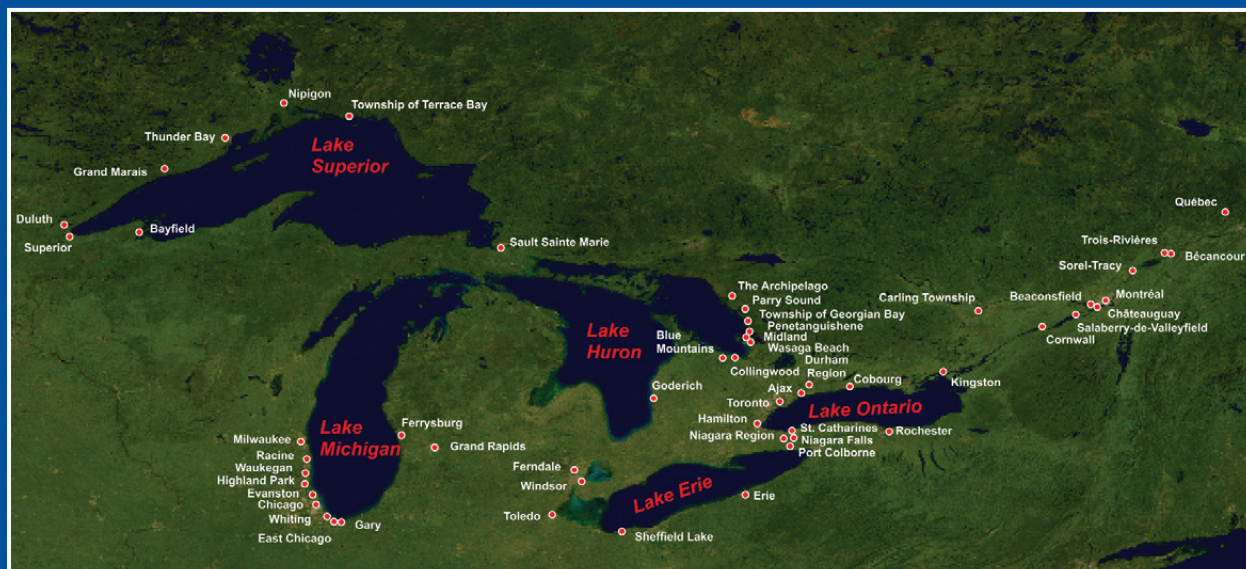 Nipigon
Township of Terrace Bay
Thunder Bay
Lake
Superior
Grand Marais
Duluth
Superior
Bayfield
Sault Sainte Marie
Québec
Trois-Rivières
Bécancour
Sorel-Tracy
The Archipelago
Parry Sound
Township of Georgian Bay
Penetanguishene
Midland
Wasaga Beach
Carling Township
Beaconsfield
Montréal
Châteauguay
Salaberry-de-Valleyfield
Cornwall
Lake
Huron
Blue
Mountains
Collingwood
Durham
Region
Goderich
Ajax
Cobourg
Kingston
Toronto
Lake Ontario
Hamilton
St. Catharines
Rochester
Niagara Region
Niagara Falls
Port Colborne
Lake
Michigan
Ferrysburg
Grand Rapids
Milwaukee
Racine
Waukegan
Highland Park
Evanston
Chicago
Whiting
Gary
East Chicago
Ferndale
Windsor
Toledo
Lake Erie
Erie
Sheffield Lake